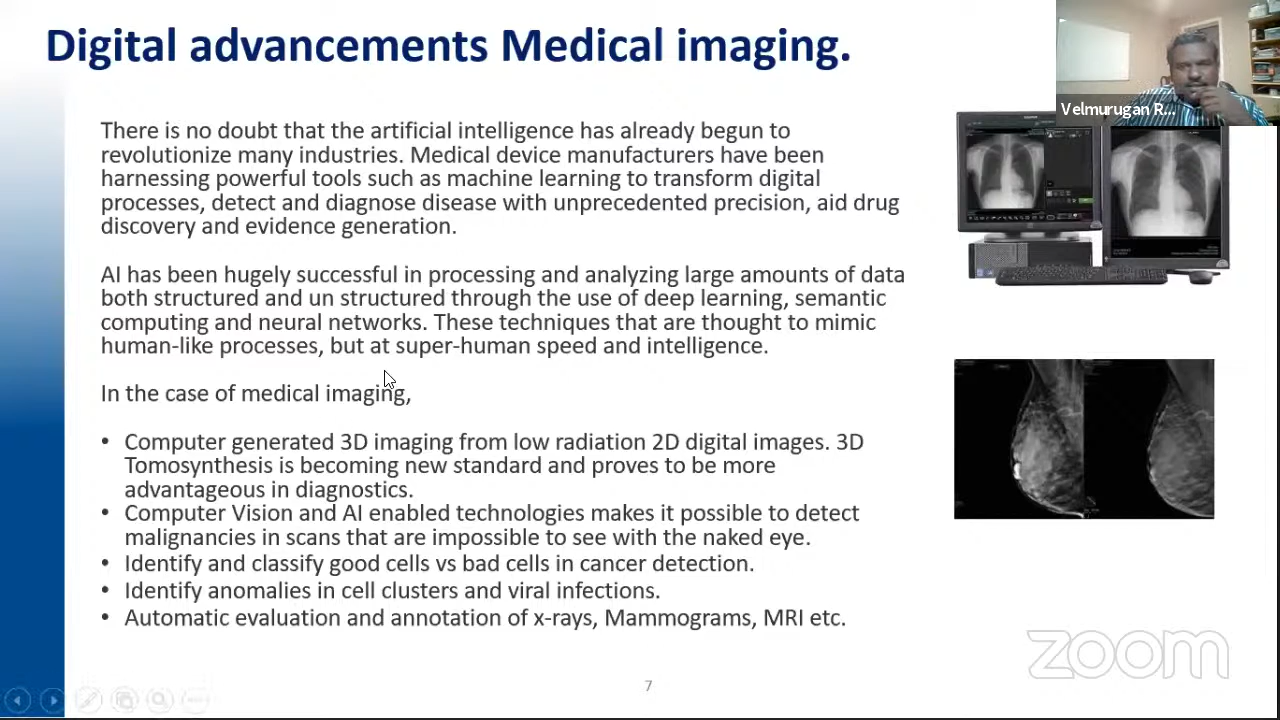 Digital advancements Medical imaging.
Velmurugan R...
There is no doubt that the artificial intelligence has already begun to
revolutionize many industries. Medical device manufacturers have been
harnessing powerful tools such as machine learning to transform digital
processes, detect and diagnose disease with unprecedented precision, aid drug
discovery and evidence generation.
AI has been hugely successful in processing and analyzing large amounts of data
both structured and un structured through the use of deep learning, semantic
computing and neural networks. These techniques that are thought to mimic
human-like processes, but at super-human speed and intelligence.
In the case of medical imaging,
• Computer generated 3D imaging from low radiation 2D digital images. 3D
Tomosynthesis is becoming new standard and proves to be more
advantageous in diagnostics.
• Computer Vision and AI enabled technologies makes it possible to detect
malignancies in scans that are impossible to see with the naked eye.
• Identify and classify good cells vs bad cells in cancer detection.
• Identify anomalies in cell clusters and viral infections.
• Automatic evaluation and annotation of x-rays, Mammograms, MRI etc.
zoom
7